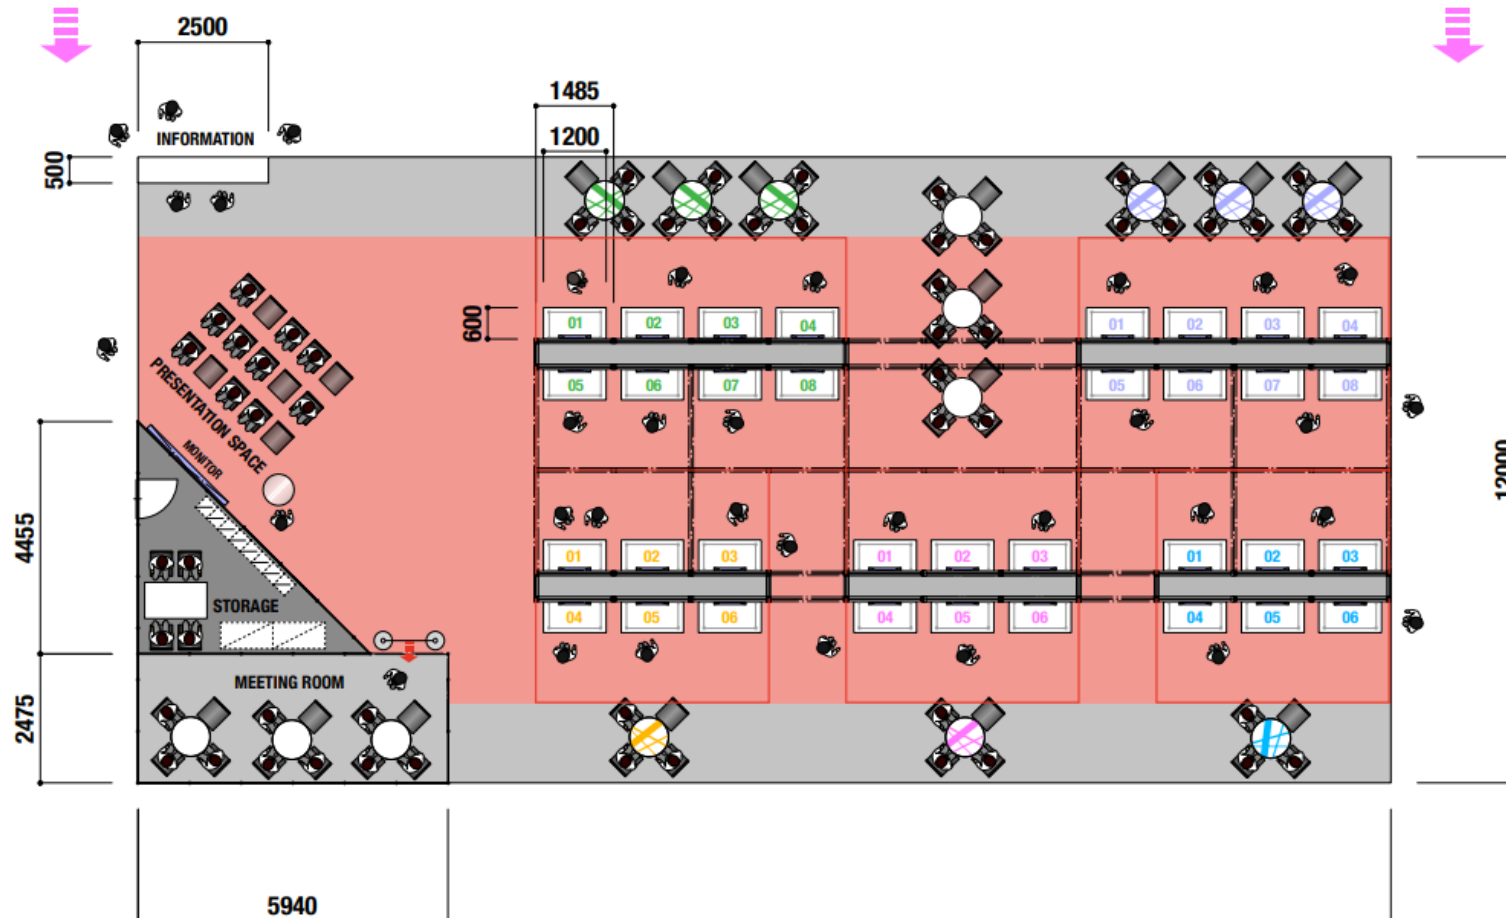 2500
1485
1200
INFORMATION
500
600
01 02 03 04
05 06 07 08
01 02 03 04
05 06 07 08
PRESENTATION SPACE
MONITOR
12000
4455
01 02 03
04 05 06
01 02 03
04 05 06
01 02 03
04 05 06
STORAGE
MEETING ROOM
2475
5940